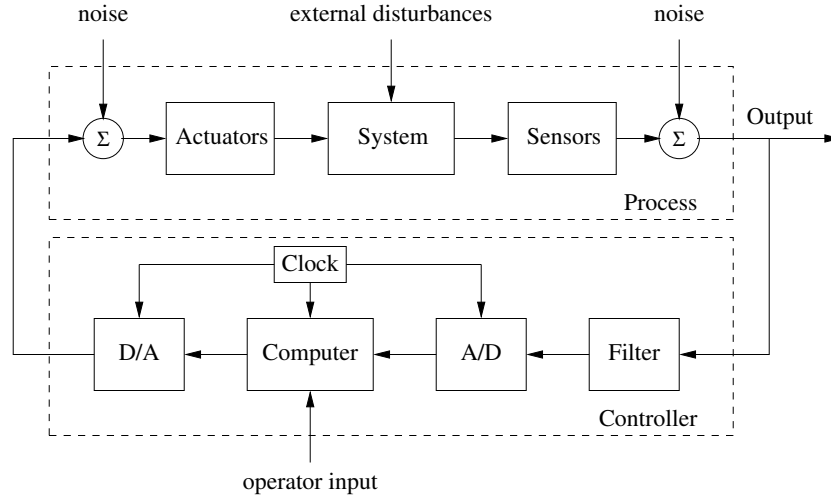 noise
external disturbances
noise
Output
Σ
Actuators
System
Sensors
Σ
Process
Clock
D/A
Computer
A/D
Filter
Controller
operator input